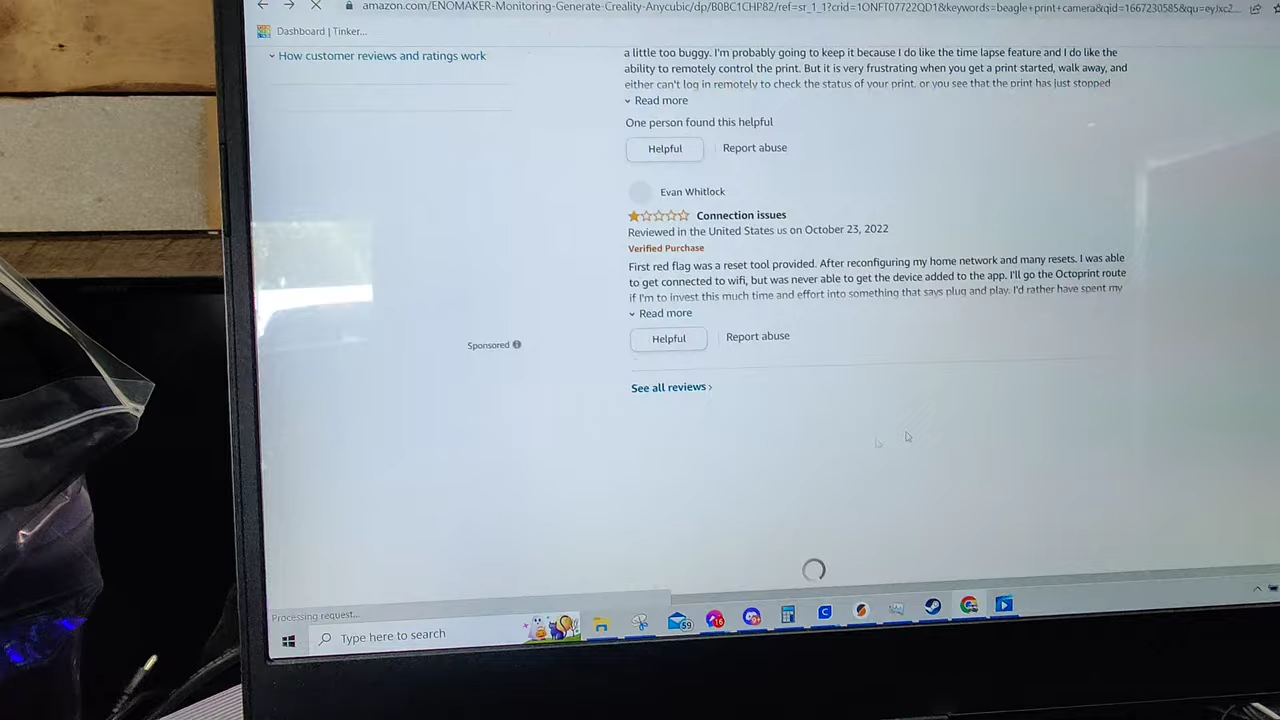 amazon.com/ENOMAKER-Monitoring-Generate-Creality-Anycubic/dp/B0BC1CHP82/ref=sr_1_1?crid=1ONFT07722QD1&keywords=beagle+print+camera&qid=1667230585&qu=eyJxc2...
Dashboard | Tinker...
How customer reviews and ratings work
a little too buggy. I'm probably going to keep it because I do like the time lapse feature and I do like the
ability to remotely control the print. But it is very frustrating when you get a print started, walk away, and
either can't log in remotely to check the status of your print, or you see that the print has just stopped
Read more
One person found this helpful
Helpful
Report abuse
Evan Whitlock
Connection issues
Reviewed in the United States us on October 23, 2022
Verified Purchase
First red flag was a reset tool provided. After reconfiguring my home network and many resets. I was able
to get connected to wifi, but was never able to get the device added to the app. I'll go the Octoprint route
if I'm to invest this much time and effort into something that says plug and play. I'd rather have spent my
Read more
Helpful
Report abuse
Sponsored
See all reviews
Processing request...
Type here to search
59
16